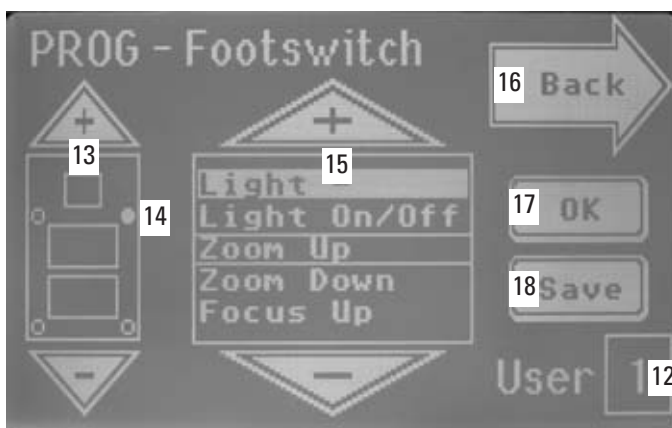 PROG - Footswitch
16 Back
+
13
+
15
14
Light -
Light On/Off
Zoom Up
Zoom Down
Focus Up
17 OK
18 Save
-
-
User 1 12